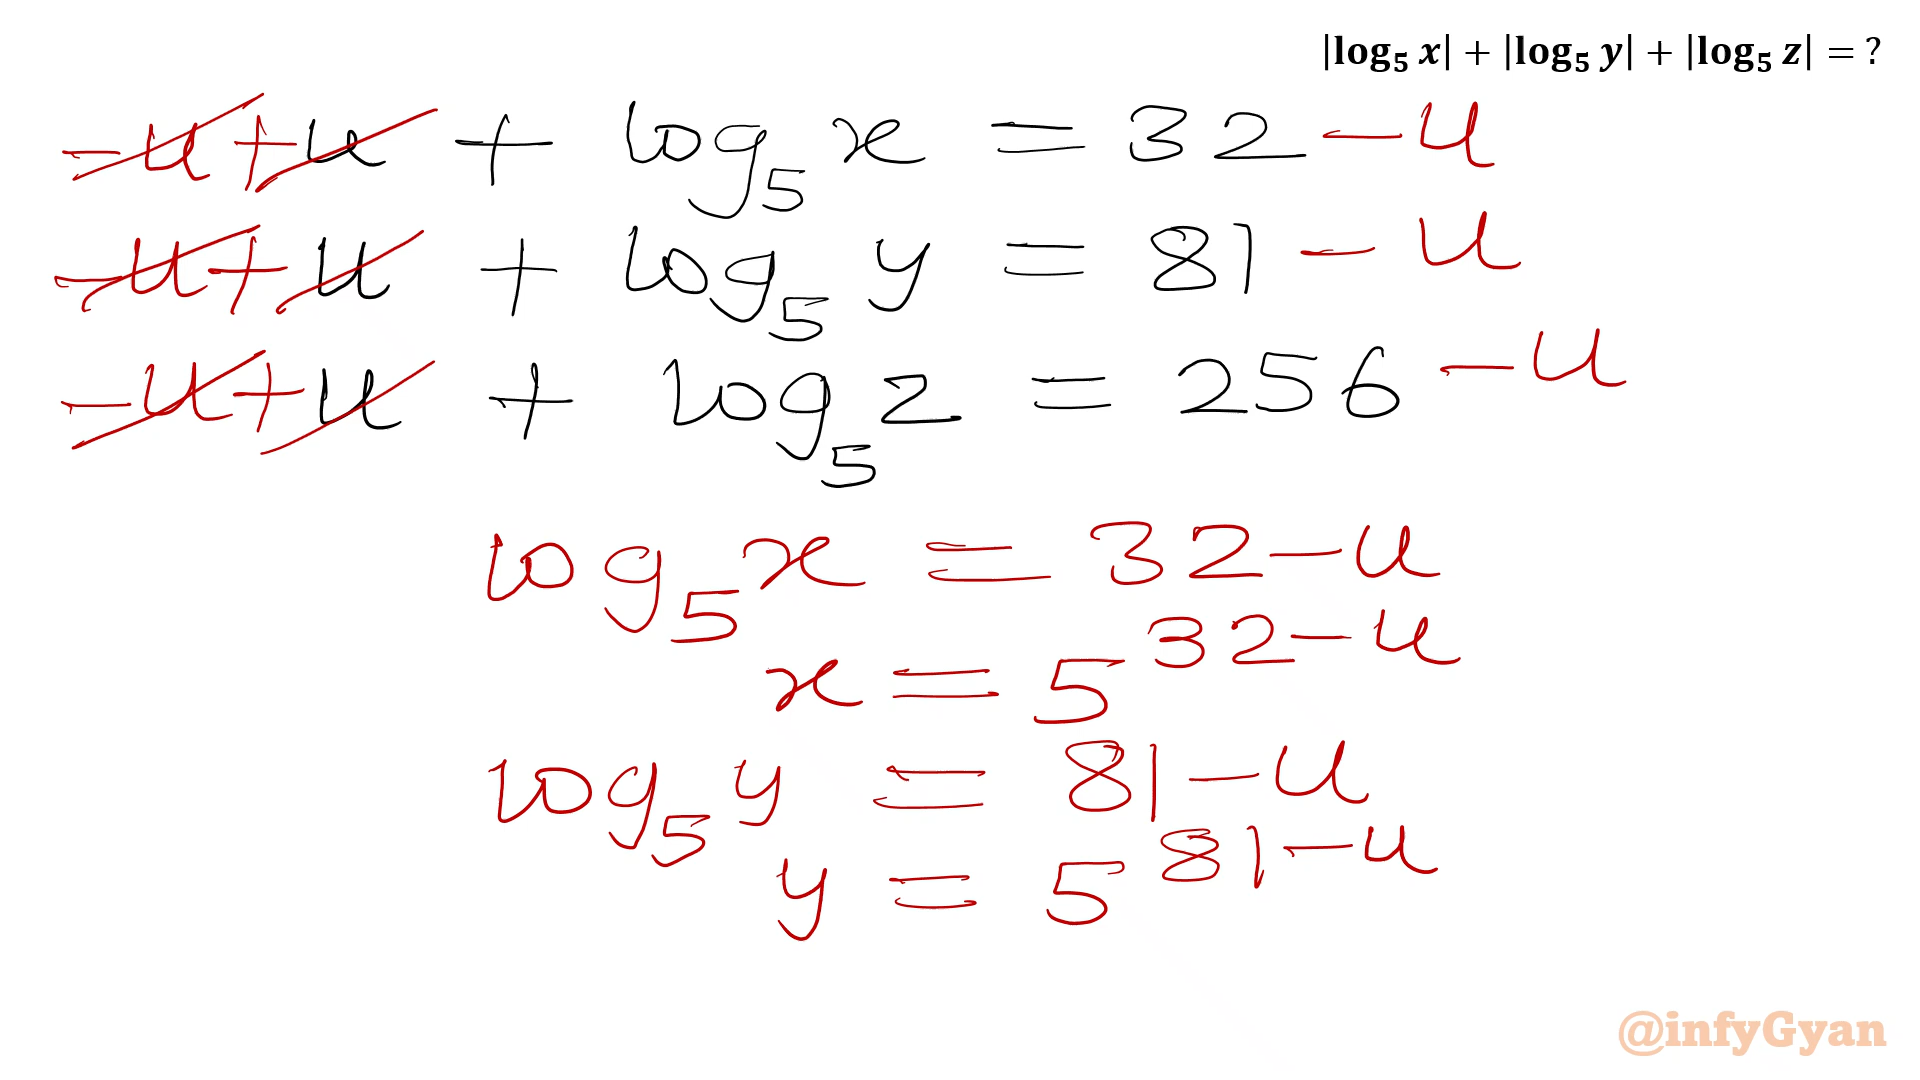 |log₅ x| + |log₅ y| + |log₅ z| = ?
-u+u + log₅ x = 32 - u
-u+u + log₅ y = 81 - u
-u+u + log₅ z = 256 - u
log₅ x = 32 - u
x = 5^(32-u)
log₅ y = 81 - u
y = 5^(81-u)
@infyGyan